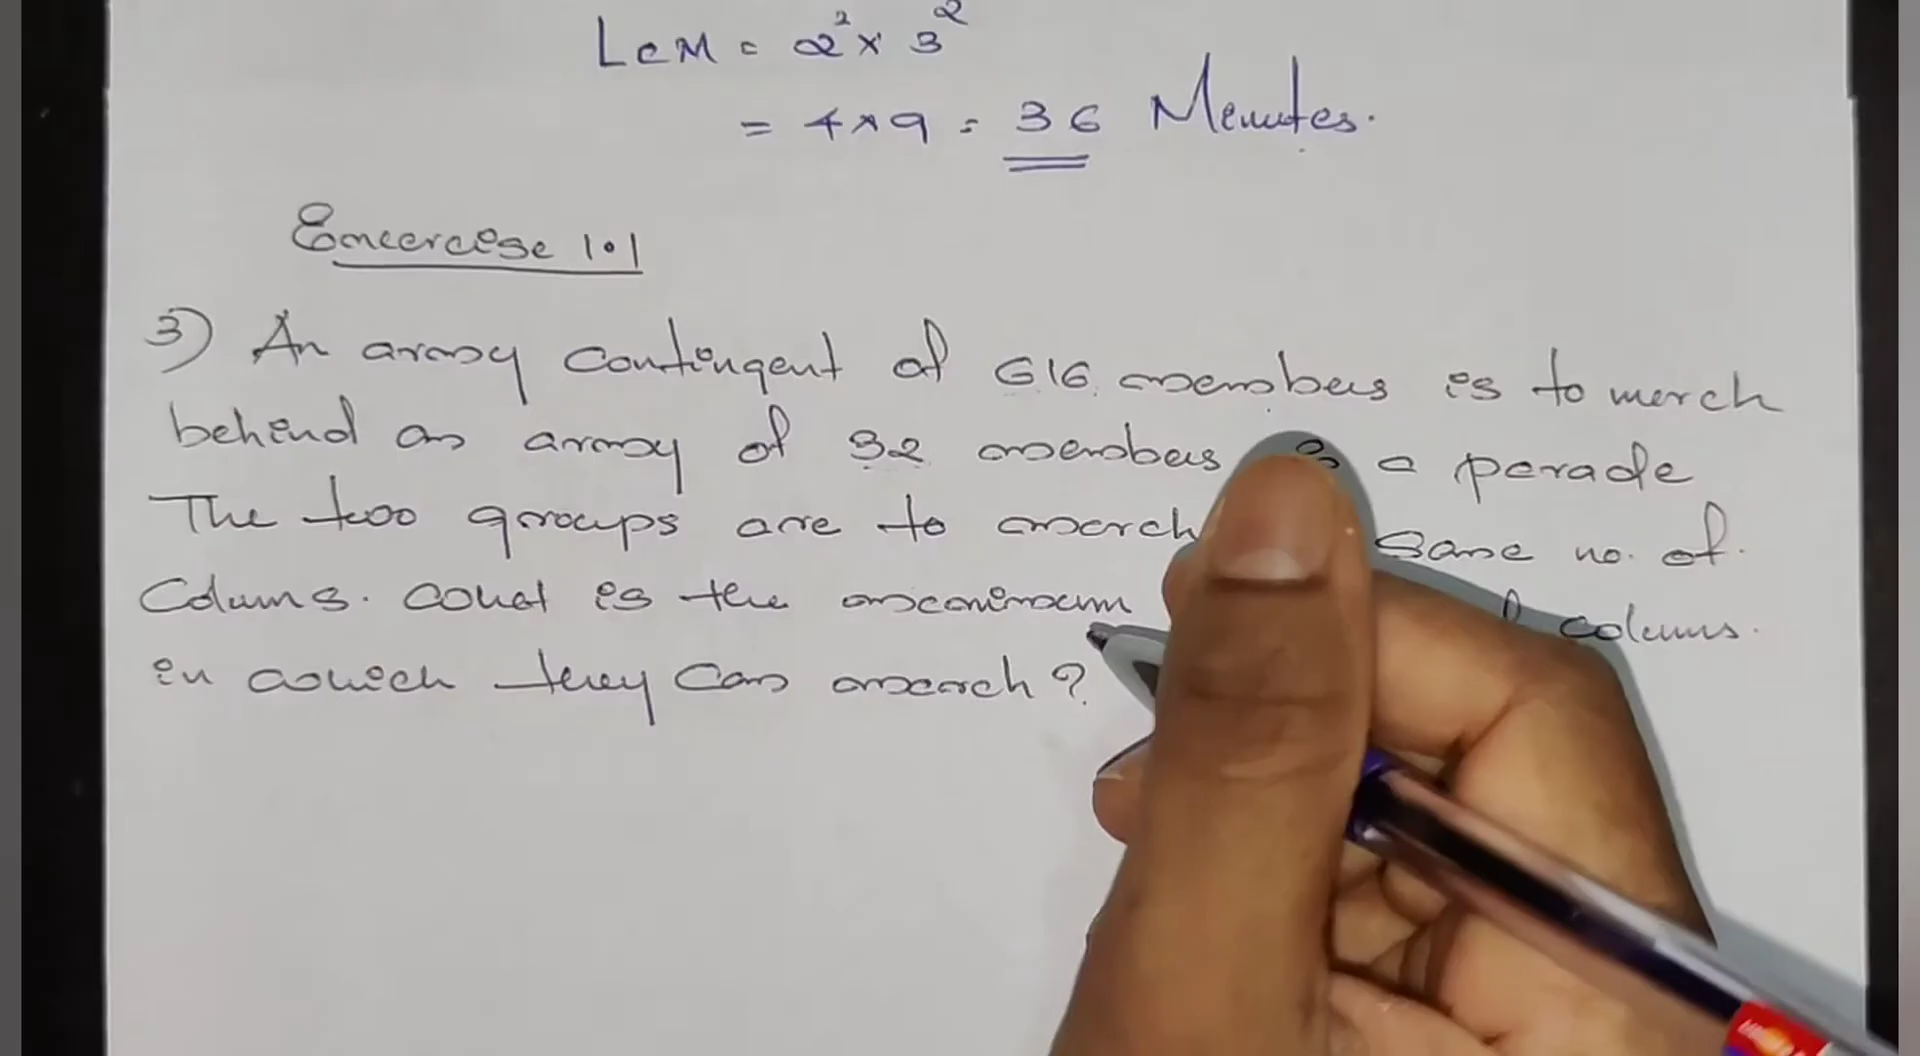 LCM = 2² × 3²
= 4×9 = 36 Minutes.
Exercise 1.1
3) An army contingent of 616 members is to march
behind an army of 32 members a parade
The two groups are to march same no. of.
Colums. What is the maximum colums.
in which they can march?